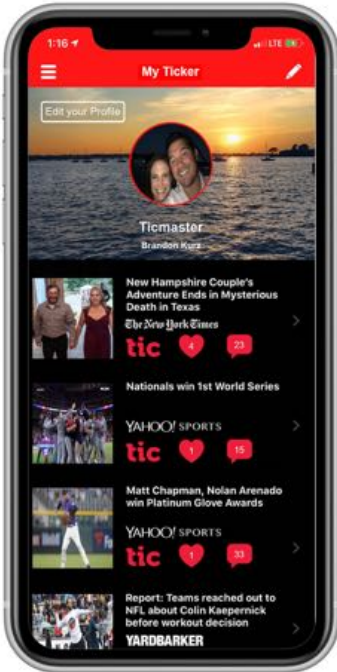 1:16
LTE
My Ticker
Edit your Profile
Ticmaster
Brandon Kurz
New Hampshire Couple's
Adventure Ends in Mysterious
Death in Texas
The New York Times
tic
4
23
Nationals win 1st World Series
YAHOO! SPORTS
tic
1
15
Matt Chapman, Nolan Arenado
win Platinum Glove Awards
YAHOO! SPORTS
tic
1
33
Report: Teams reached out to
NFL about Colin Kaepernick
before workout decision
YARDBARKER